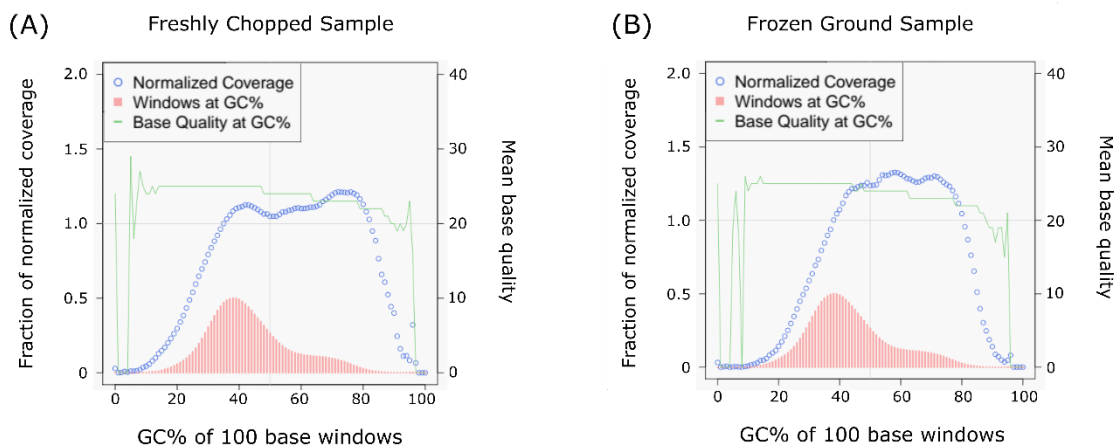 (A)
Freshly Chopped Sample
Fraction of normalized coverage
2.0
1.5
1.0
0.5
0
Normalized Coverage
Windows at GC%
Base Quality at GC%
40
30
20
10
0
Mean base quality
0 20 40 60 80 100
GC% of 100 base windows
(B)
Frozen Ground Sample
Fraction of normalized coverage
2.0
1.5
1.0
0.5
0
Normalized Coverage
Windows at GC%
Base Quality at GC%
40
30
20
10
0
Mean base quality
0 20 40 60 80 100
GC% of 100 base windows